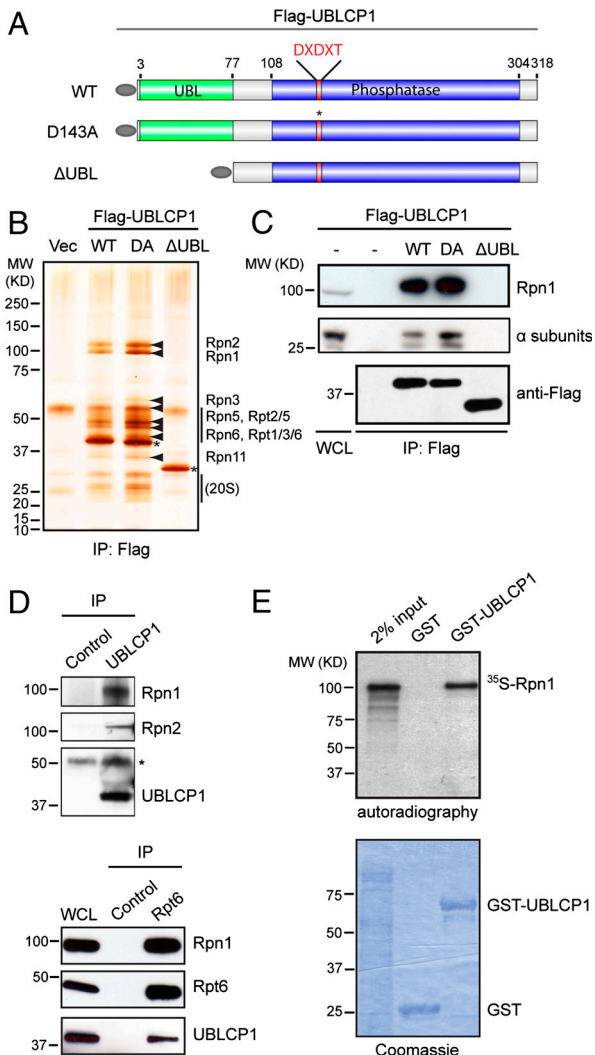 A
Flag-UBLCP1
DXDXT
3 77 108 304 318
WT UBL Phosphatase
*
D143A
ΔUBL
B
Flag-UBLCP1
Vec WT DA ΔUBL
MW
(KD)
250
150
100
75
50
37
25
20
15
10
Rpn2
Rpn1
Rpn3
Rpn5, Rpt2/5
Rpn6, Rpt1/3/6
*
Rpn11
*
(20S)
IP: Flag
C
Flag-UBLCP1
- - WT DA ΔUBL
MW (KD)
100
Rpn1
25
α subunits
37
anti-Flag
WCL IP: Flag
D
IP
Control UBLCP1
100 Rpn1
100 Rpn2
50 *
37 UBLCP1
IP
WCL Control Rpt6
100 Rpn1
50 Rpt6
37 UBLCP1
E
2% input GST GST-UBLCP1
MW (KD)
100 ³⁵S-Rpn1
75
50
37
autoradiography
75 GST-UBLCP1
50
37
25 GST
Coomassie